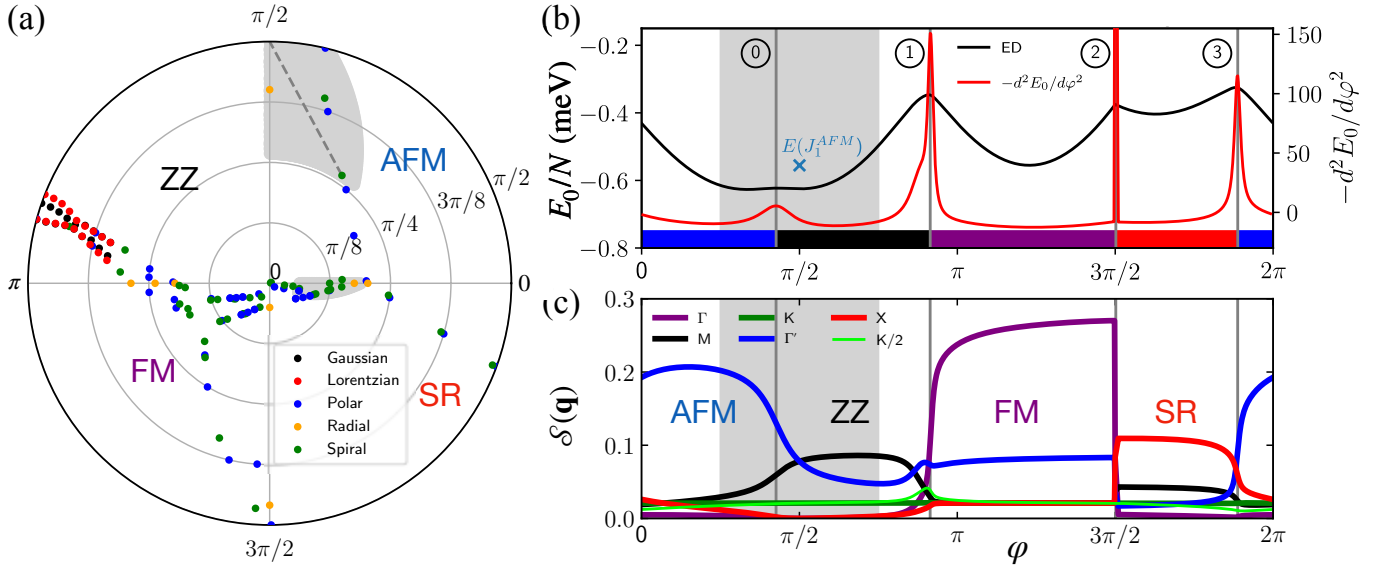 (a)
π/2
π/2
3π/8
π/4
π/8
0
0
π
3π/2
ZZ
AFM
FM
SR
Gaussian
Lorentzian
Polar
Radial
Spiral
(b)
E₀/N (meV)
−0.2
−0.4
−0.6
−0.8
0 1 2 3
ED
−d²E₀/dφ²
E(J₁^AFM)
150
100
50
0
−d²E₀/dφ²
0 π/2 π 3π/2 2π
(c)
𝒮(q)
0.3
0.2
0.1
0.0
Γ K X
M Γ′ K/2
AFM ZZ FM SR
0 π/2 π 3π/2 2π
φ